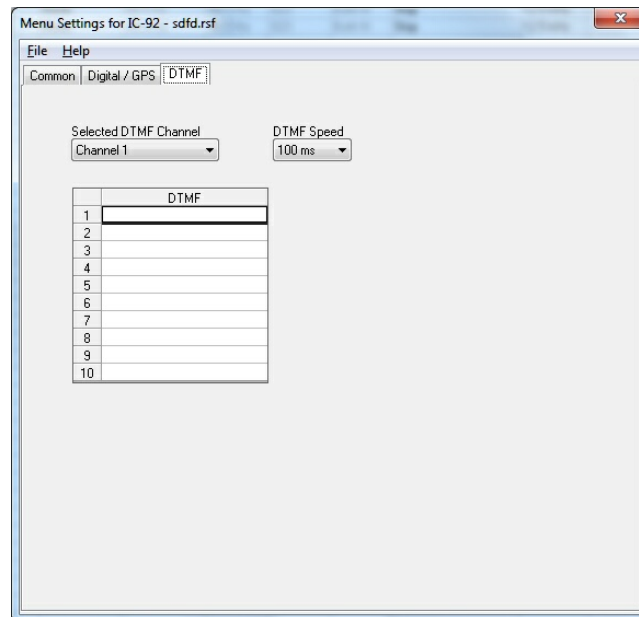 Menu Settings for IC-92 - sdfd.rsf
File Help
Common Digital / GPS DTMF
Selected DTMF Channel DTMF Speed
Channel 1 100 ms
DTMF
1
2
3
4
5
6
7
8
9
10